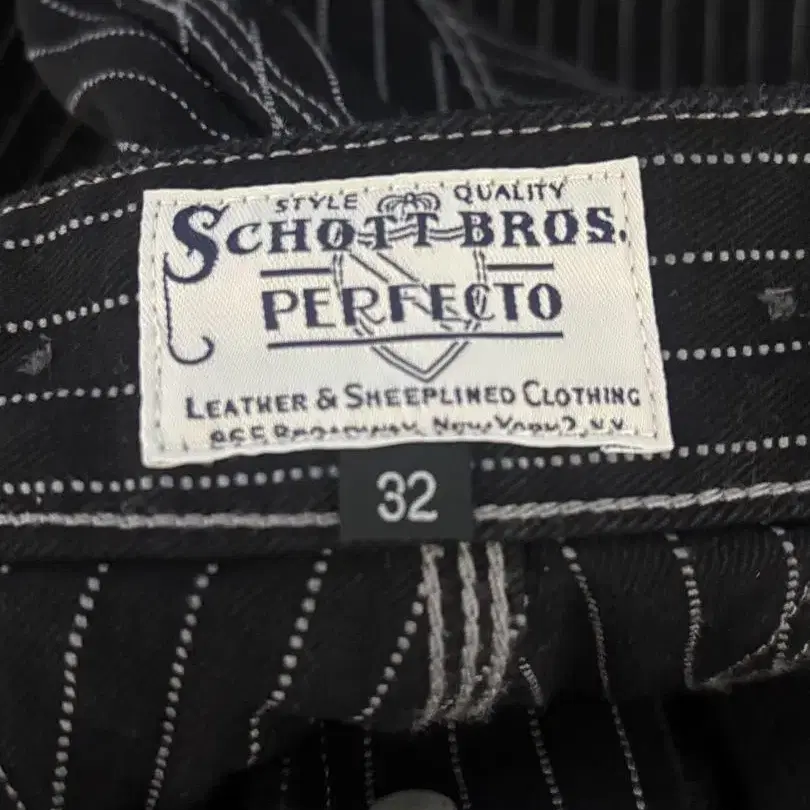 STYLE QUALITY
SCHOTT BROS.
PERFECTO
LEATHER & SHEEPLINED CLOTHING
32